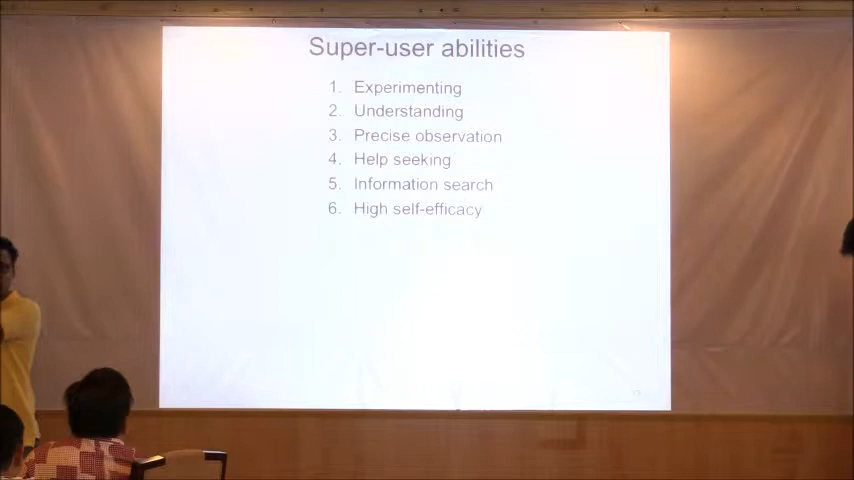 Super-user abilities
1. Experimenting
2. Understanding
3. Precise observation
4. Help seeking
5. Information search
6. High self-efficacy